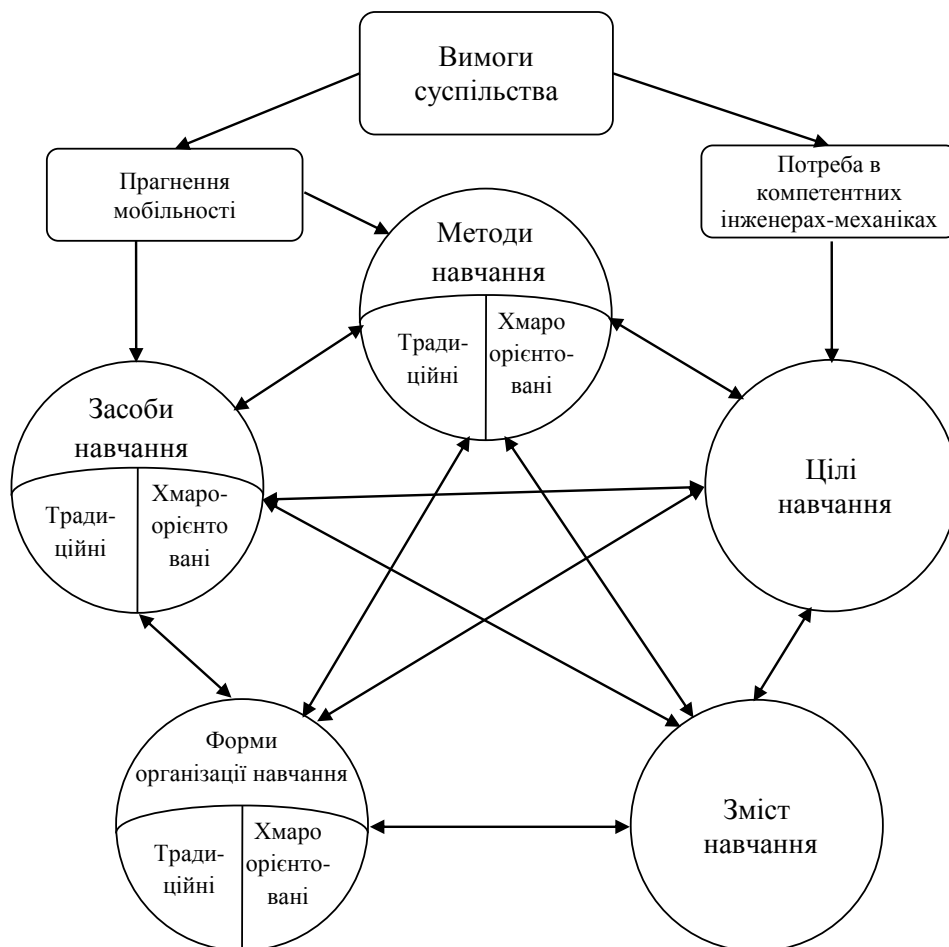 Вимоги
суспільства
Прагнення
мобільності
Потреба в
компетентних
інженерах-механіках
Методи
навчання
Тради-
ційні
Хмаро
орієнто-
вані
Засоби
навчання
Тради-
ційні
Хмаро-
орієнто
вані
Цілі
навчання
Форми
організації навчання
Тради-
ційні
Хмаро
орієнто-
вані
Зміст
навчання